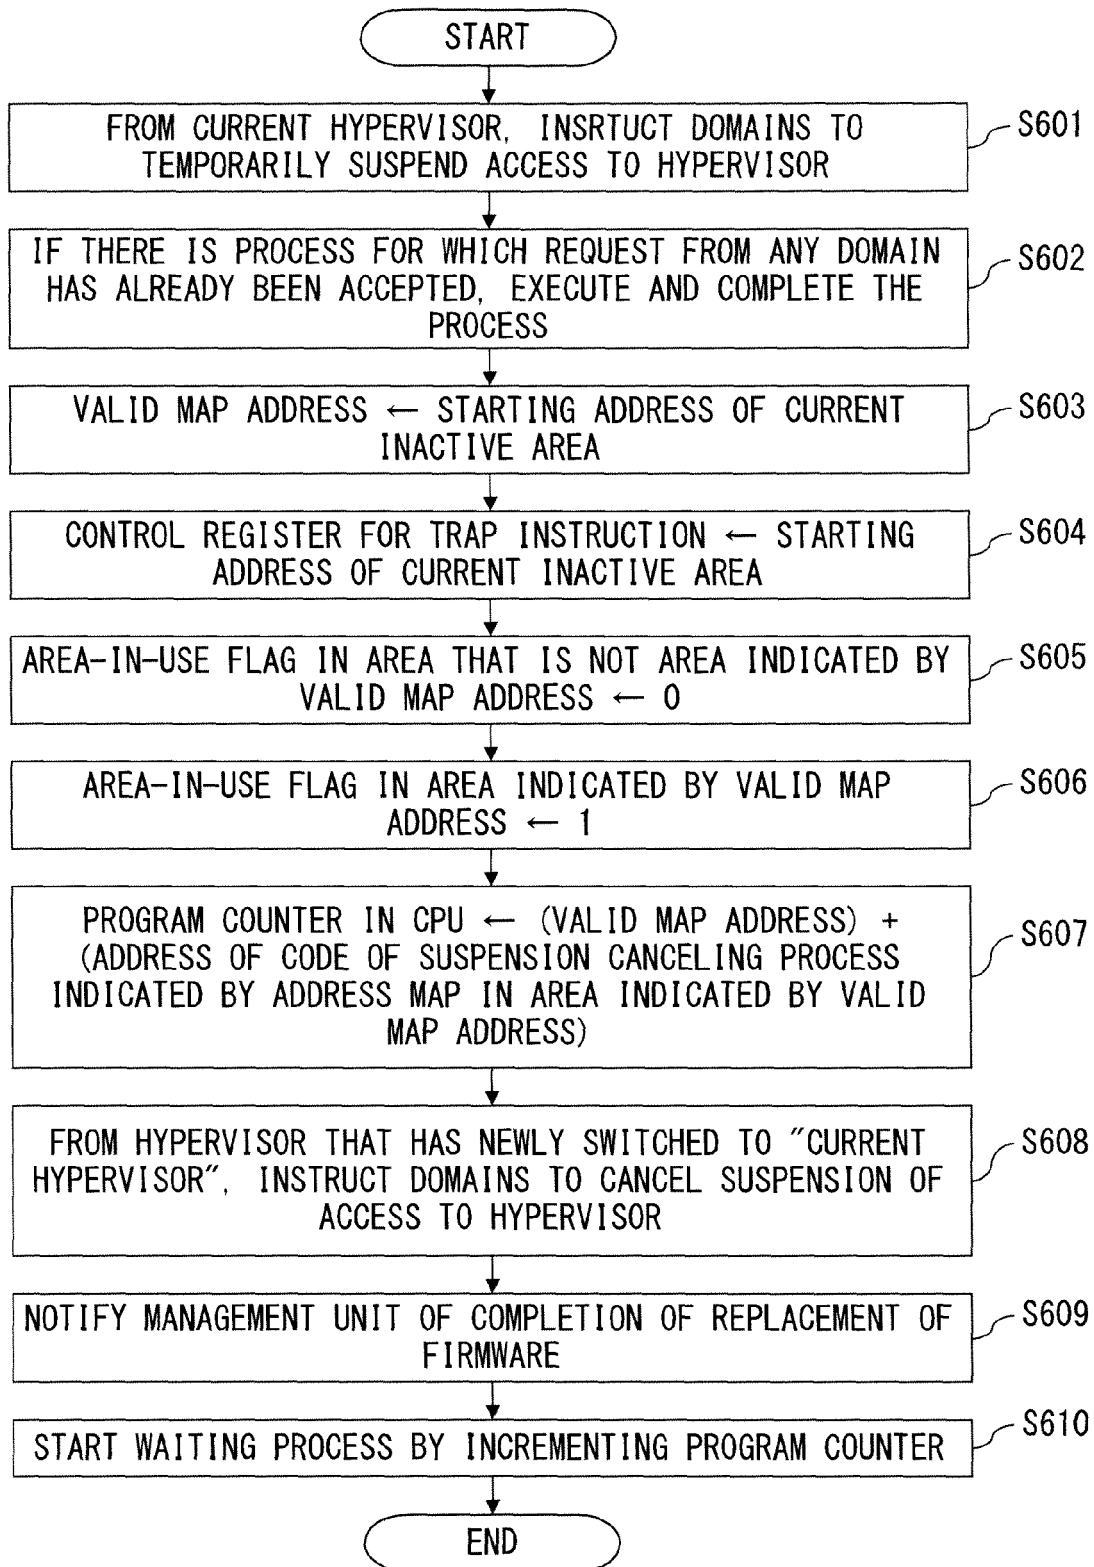 START
FROM CURRENT HYPERVISOR, INSRTUCT DOMAINS TO
TEMPORARILY SUSPEND ACCESS TO HYPERVISOR
S601
IF THERE IS PROCESS FOR WHICH REQUEST FROM ANY DOMAIN
HAS ALREADY BEEN ACCEPTED, EXECUTE AND COMPLETE THE
PROCESS
S602
VALID MAP ADDRESS ← STARTING ADDRESS OF CURRENT
INACTIVE AREA
S603
CONTROL REGISTER FOR TRAP INSTRUCTION ← STARTING
ADDRESS OF CURRENT INACTIVE AREA
S604
AREA-IN-USE FLAG IN AREA THAT IS NOT AREA INDICATED BY
VALID MAP ADDRESS ← 0
S605
AREA-IN-USE FLAG IN AREA INDICATED BY VALID MAP
ADDRESS ← 1
S606
PROGRAM COUNTER IN CPU ← (VALID MAP ADDRESS) +
(ADDRESS OF CODE OF SUSPENSION CANCELING PROCESS
INDICATED BY ADDRESS MAP IN AREA INDICATED BY VALID
MAP ADDRESS)
S607
FROM HYPERVISOR THAT HAS NEWLY SWITCHED TO "CURRENT
HYPERVISOR", INSTRUCT DOMAINS TO CANCEL SUSPENSION OF
ACCESS TO HYPERVISOR
S608
NOTIFY MANAGEMENT UNIT OF COMPLETION OF REPLACEMENT OF
FIRMWARE
S609
START WAITING PROCESS BY INCREMENTING PROGRAM COUNTER
S610
END